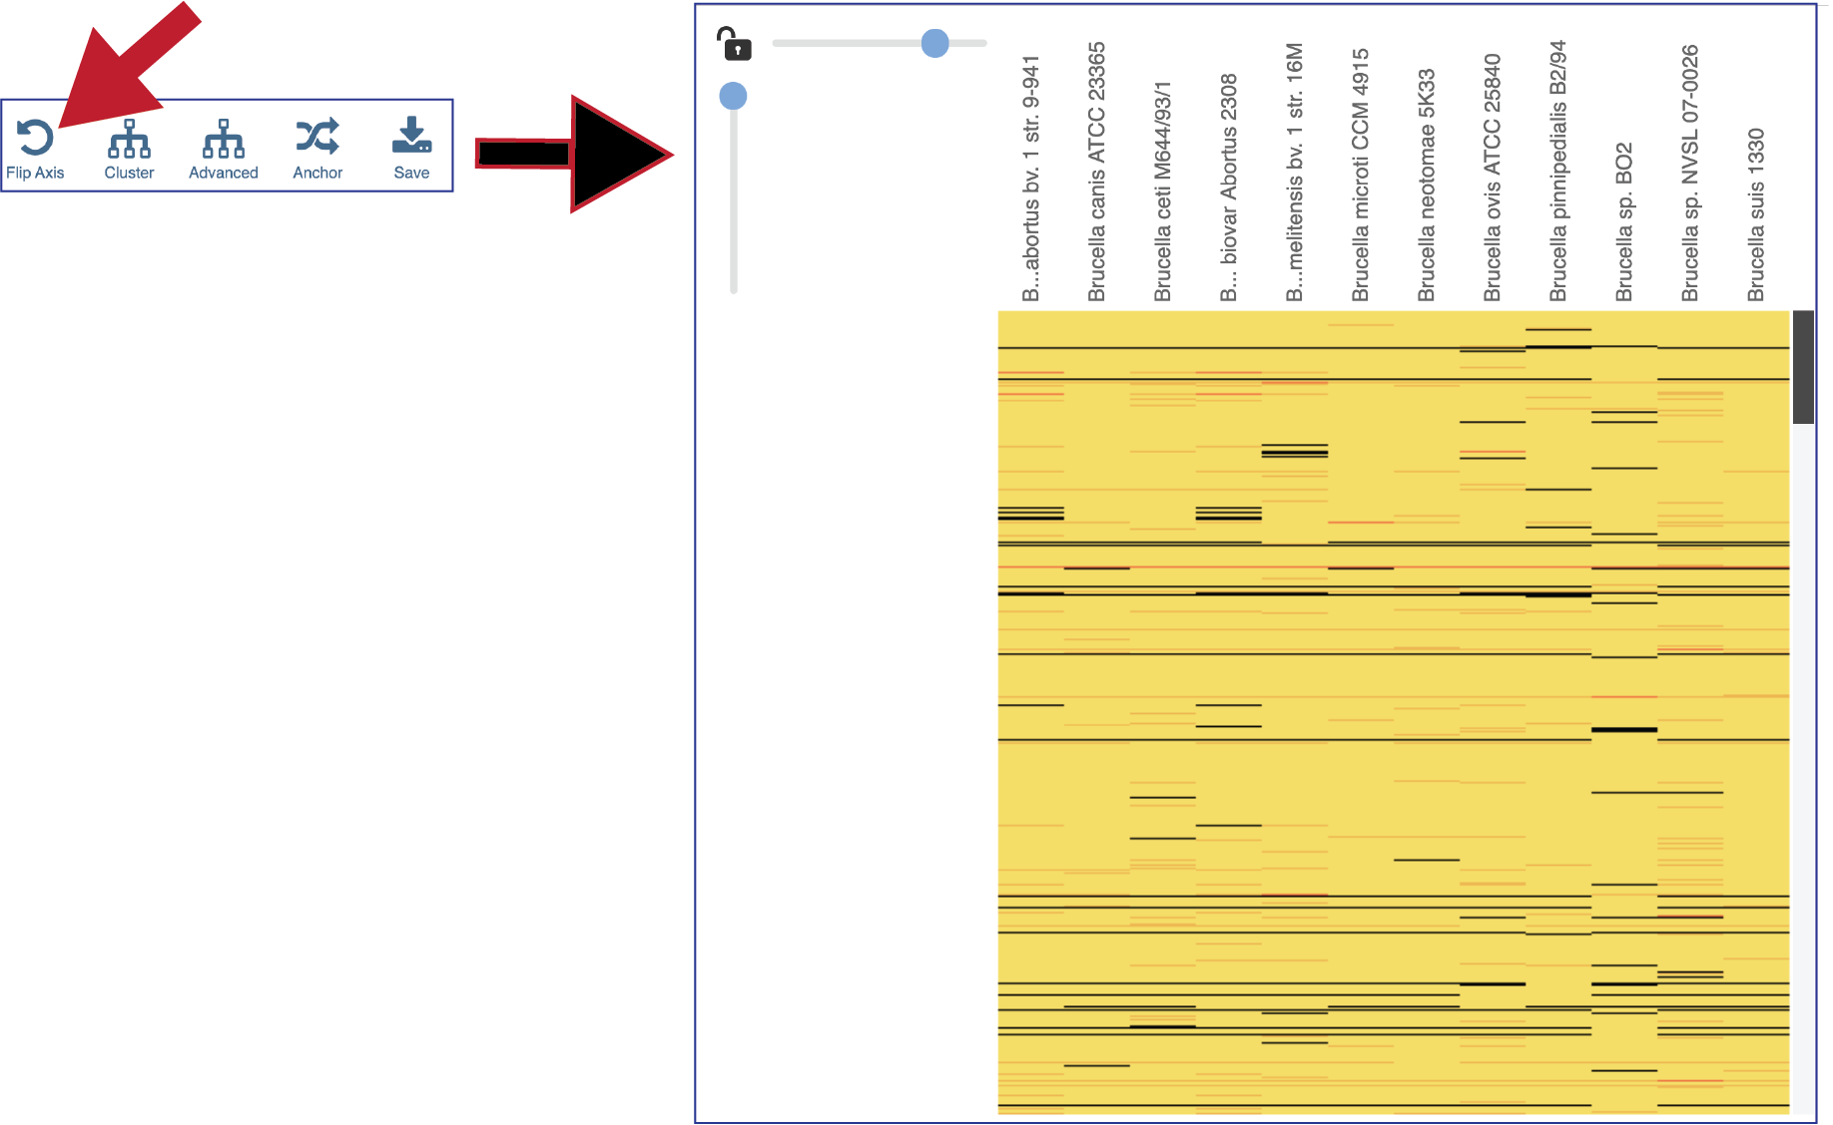 Flip Axis
Cluster
Advanced
Anchor
Save
B...abortus bv. 1 str. 9-941
Brucella canis ATCC 23365
Brucella ceti M644/93/1
B... biovar Abortus 2308
B...melitensis bv. 1 str. 16M
Brucella microti CCM 4915
Brucella neotomae 5K33
Brucella ovis ATCC 25840
Brucella pinnipedialis B2/94
Brucella sp. BO2
Brucella sp. NVSL 07-0026
Brucella suis 1330